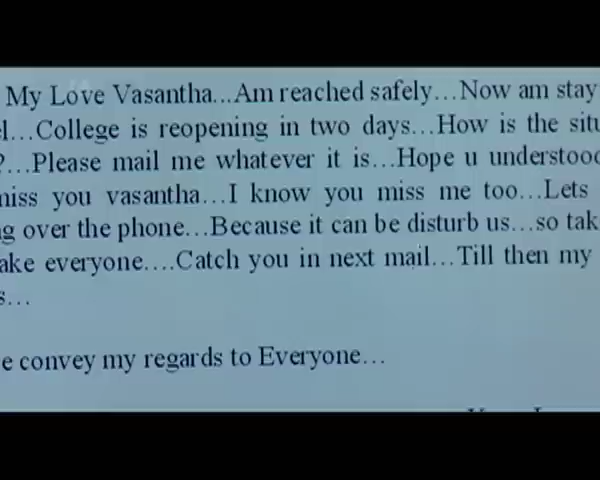 My Love Vasantha...Am reached safely...Now am stay
...College is reopening in two days...How is the situ
?...Please mail me whatever it is...Hope u understood
miss you vasantha...I know you miss me too...Lets
g over the phone...Because it can be disturb us...so tak
ake everyone....Catch you in next mail...Till then my
s...
e convey my regards to Everyone...